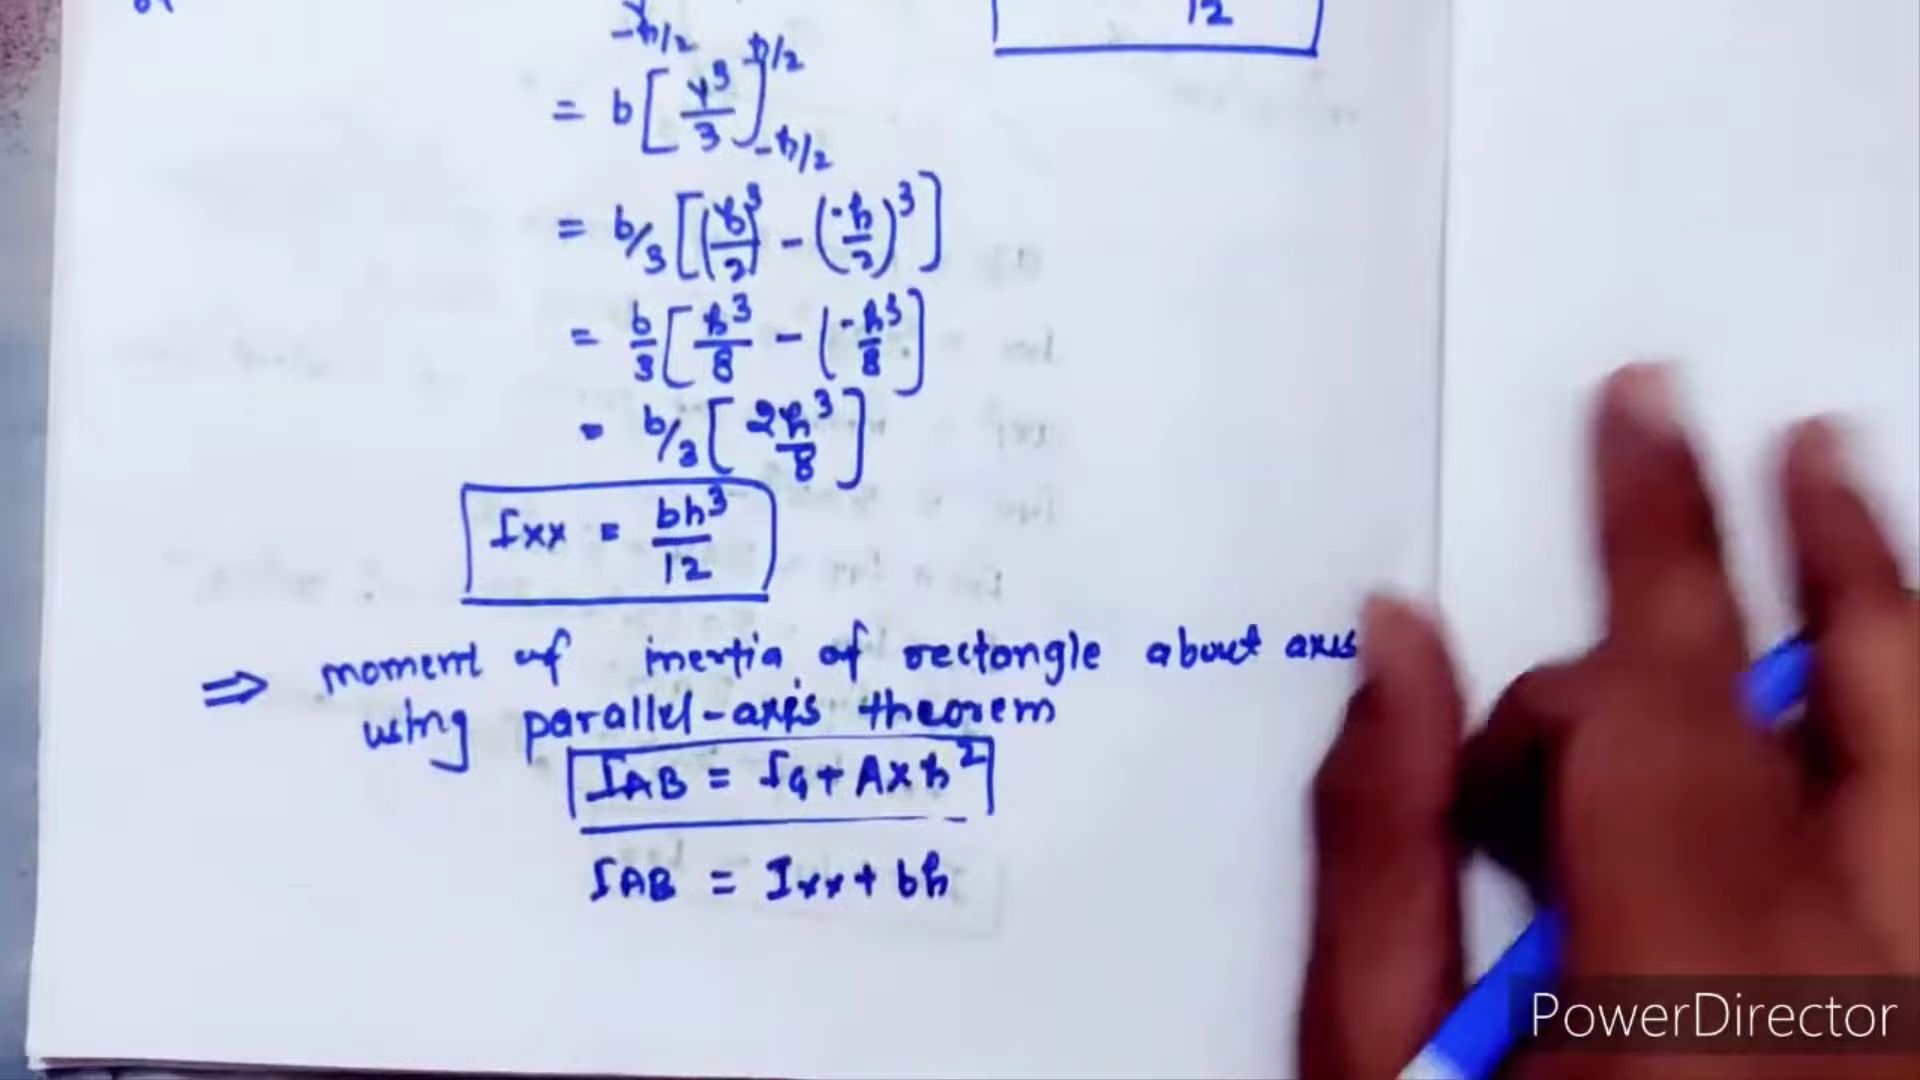 12
-h/2
= b [ y³/3 ]^h/2 _-h/2
= b/3 [ (h/2)³ - (-h/2)³ ]
= b/3 [ h³/8 - (-h³/8) ]
= b/3 [ 2h³/8 ]
Ixx = bh³/12
⇒ moment of inertia of rectangle about axis
using parallel-axis theorem
IAB = IG + A x h²
IAB = Ixx + bh
PowerDirector